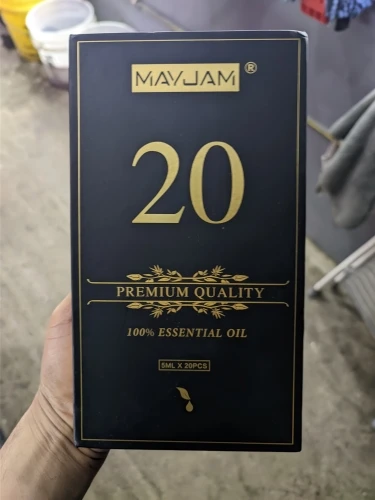 MAYJAM®
20
PREMIUM QUALITY
100% ESSENTIAL OIL
5ML X 20PCS